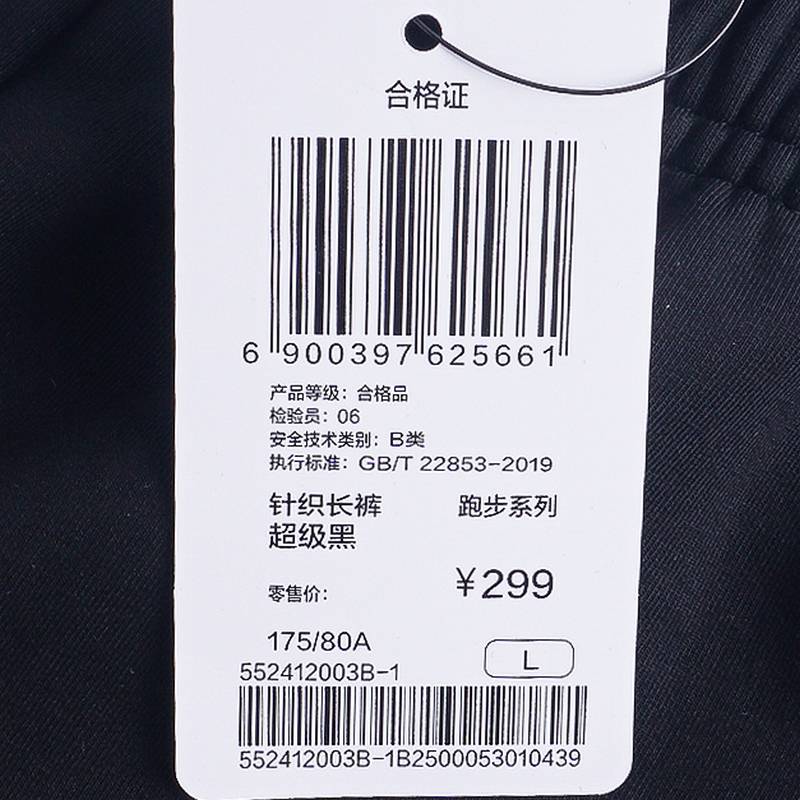 合格证
6 900397 625661
产品等级：合格品
检验员：06
安全技术类别：B类
执行标准：GB/T 22853-2019
针织长裤 跑步系列
超级黑
零售价： ¥299
175/80A L
552412003B-1
552412003B-1B2500053010439